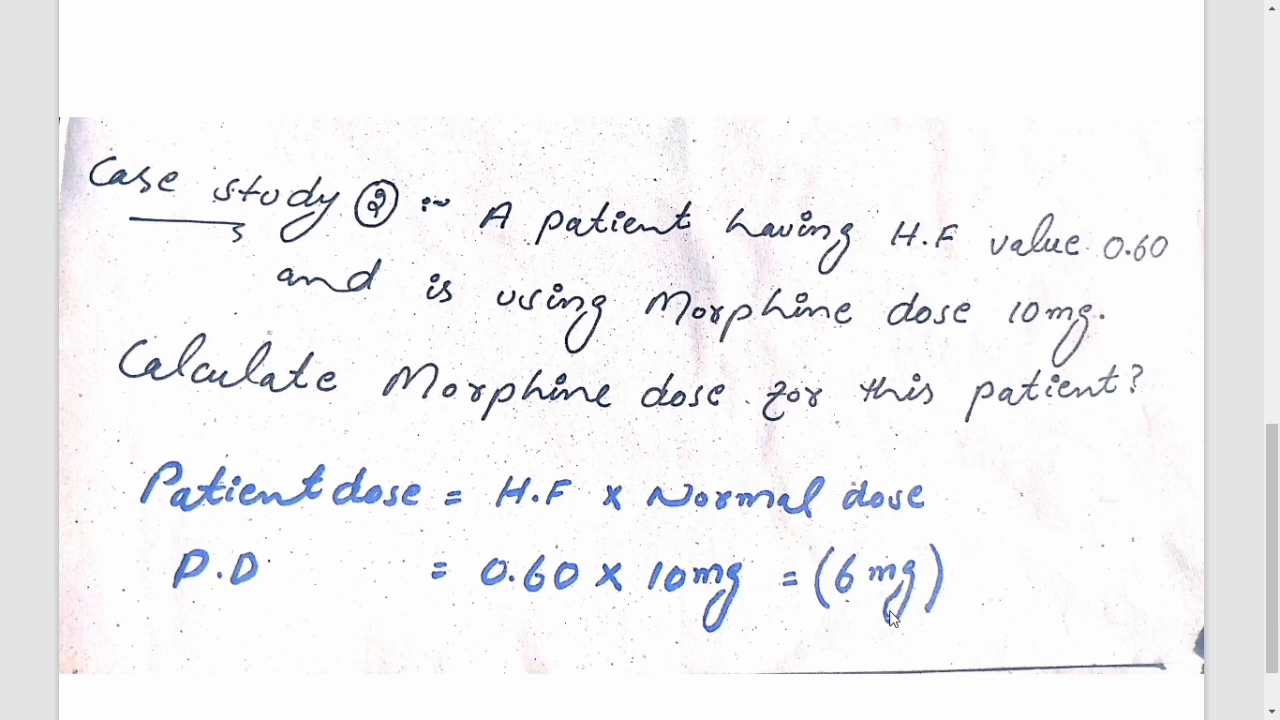 Case study ② :~ A patient having H.F value 0.60
and is using Morphine dose 10mg.
Calculate Morphine dose for this patient?
Patient dose = H.F x Normal dose
P.D = 0.60 x 10mg = (6mg)